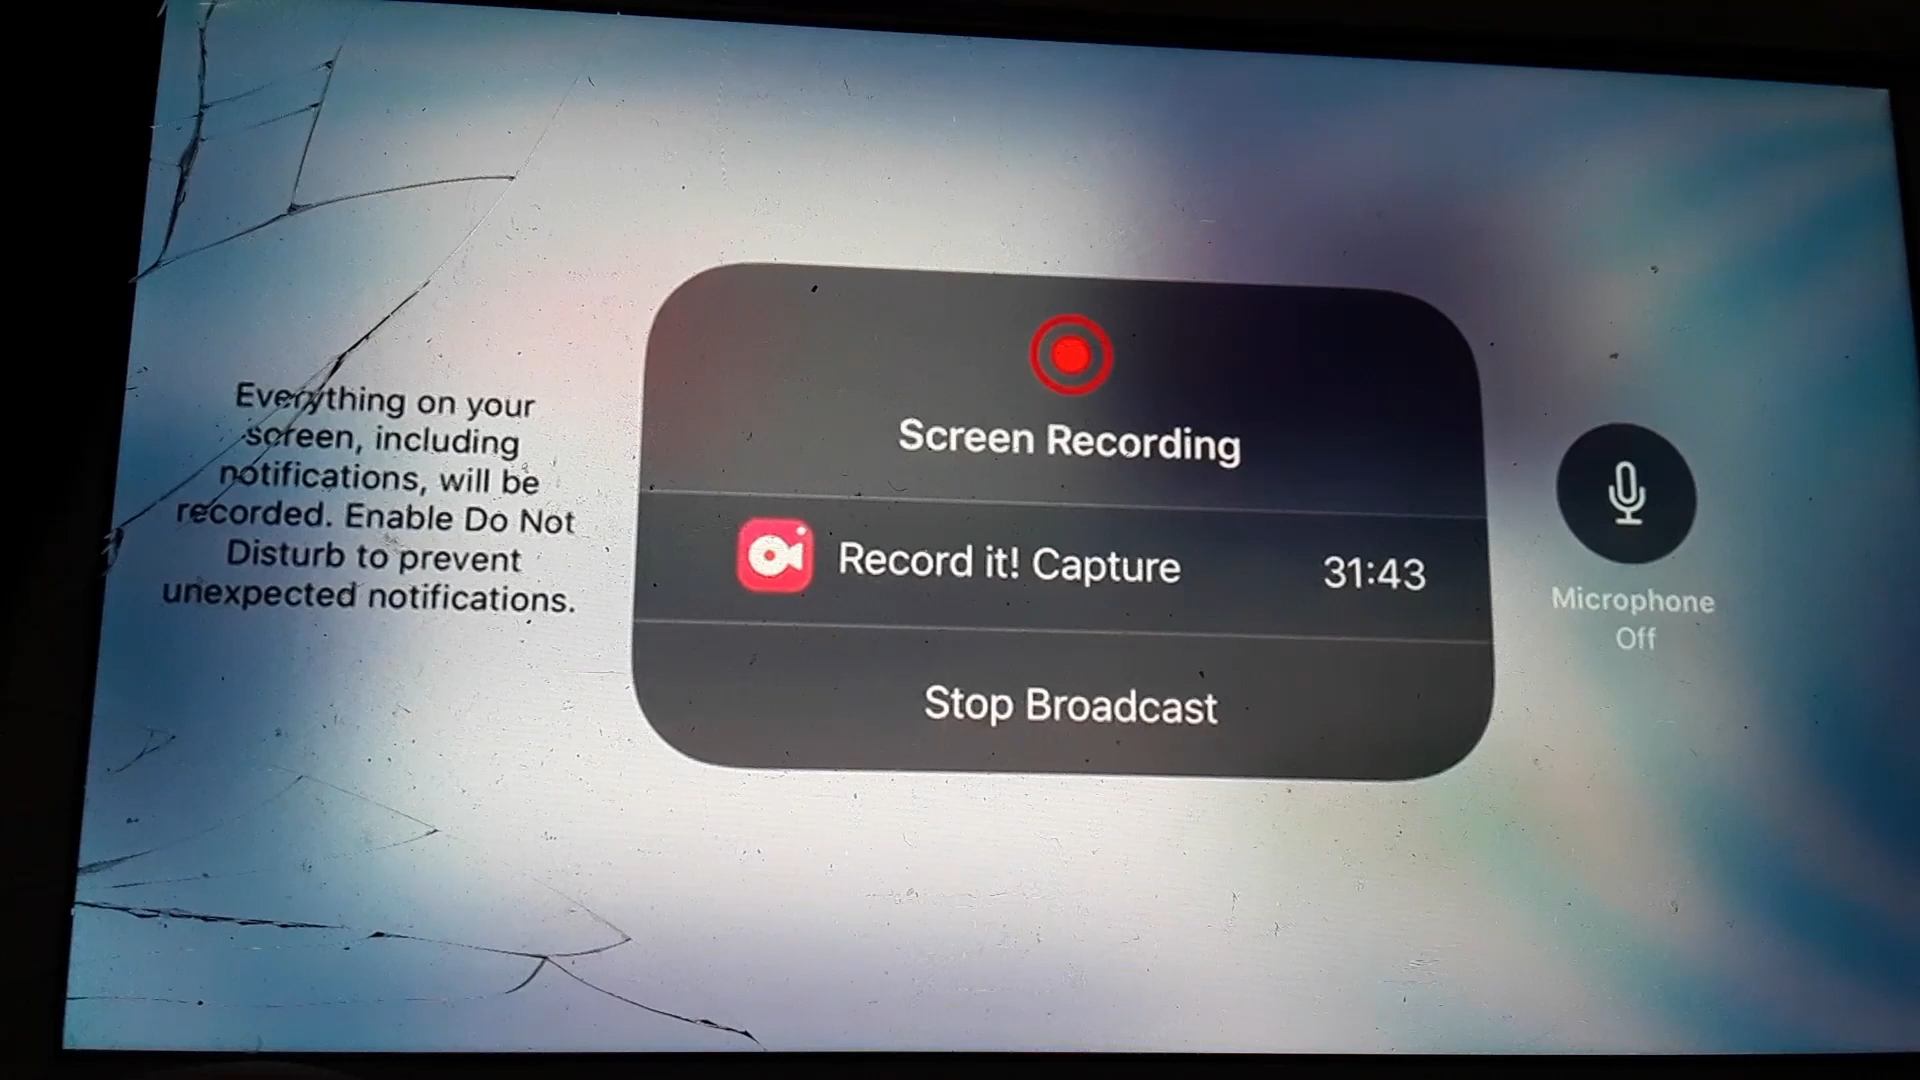 Everything on your
screen, including
notifications, will be
recorded. Enable Do Not
Disturb to prevent
unexpected notifications.
Screen Recording
Record it! Capture 31:43
Stop Broadcast
Microphone
Off